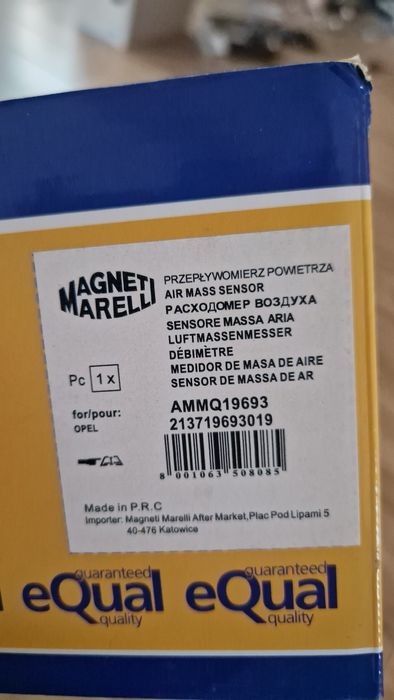 MAGNETI
MARELLI
PRZEPŁYWOMIERZ POWIETRZA
AIR MASS SENSOR
РАСХОДОМЕР ВОЗДУХА
SENSORE MASSA ARIA
LUFTMASSENMESSER
DÉBIMÈTRE
MEDIDOR DE MASA DE AIRE
SENSOR DE MASSA DE AR
Pc 1 x
for/pour:
OPEL
AMMQ19693
213719693019
8 001063 508085
Made in P.R.C
Importer: Magneti Marelli After Market,Plac Pod Lipami 5
40-476 Katowice
guaranteed guaranteed
eQual eQual
quality quality